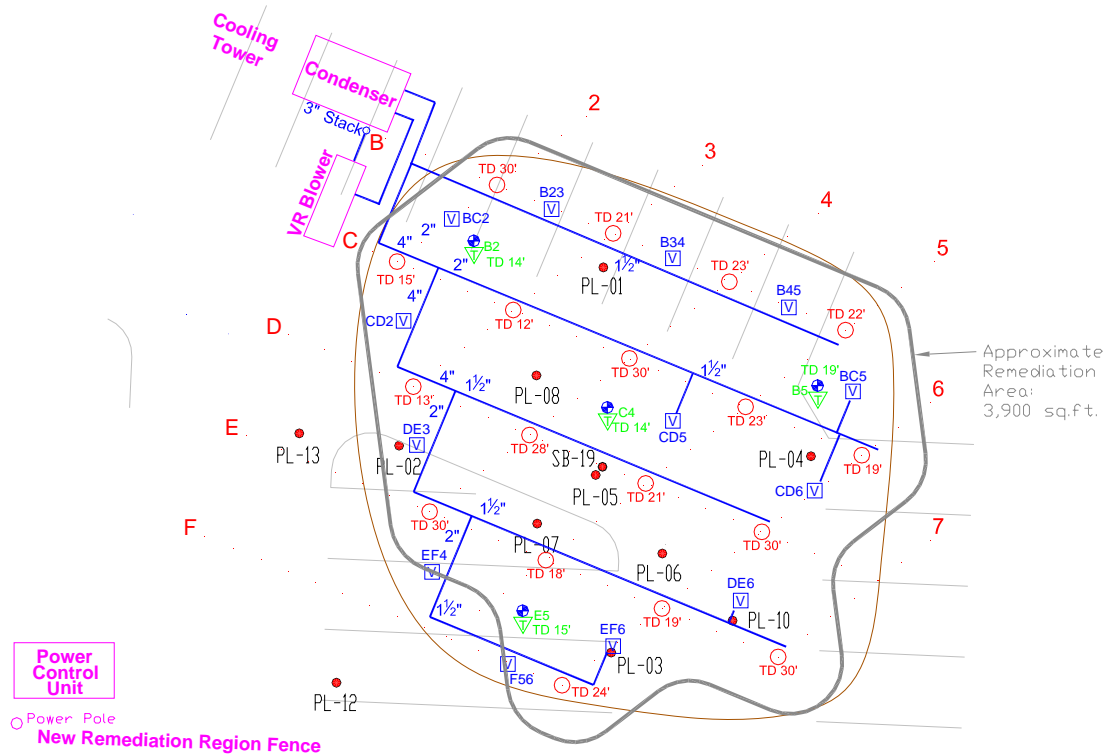 Cooling
Tower
Condenser
3" Stack
VR Blower
B
C
D
E
F
2
3
4
5
6
7
TD 30'
B23
TD 21'
B34
TD 23'
B45
TD 22'
2"
BC2
4"
2"
B2
TD 14'
1½"
PL-01
TD 15'
4"
CD2
TD 12'
TD 30'
1½"
TD 19'
B5
BC5
Approximate
Remediation
Area:
3,900 sq.ft.
4"
1½"
PL-08
TD 13'
2"
C4
TD 14'
CD5
TD 23'
DE3
TD 28'
PL-13
PL-02
SB-19
PL-05
TD 21'
PL-04
TD 19'
CD6
1½"
TD 30'
2"
PL-07
TD 30'
EF4
TD 18'
PL-06
1½"
E5
TD 15'
TD 19'
DE6
PL-10
EF6
PL-03
TD 30'
F56
TD 24'
PL-12
Power
Control
Unit
Power Pole
New Remediation Region Fence
V
V
V
V
V
V
V
V
V
V
V
V
V
V
T
T
T
T